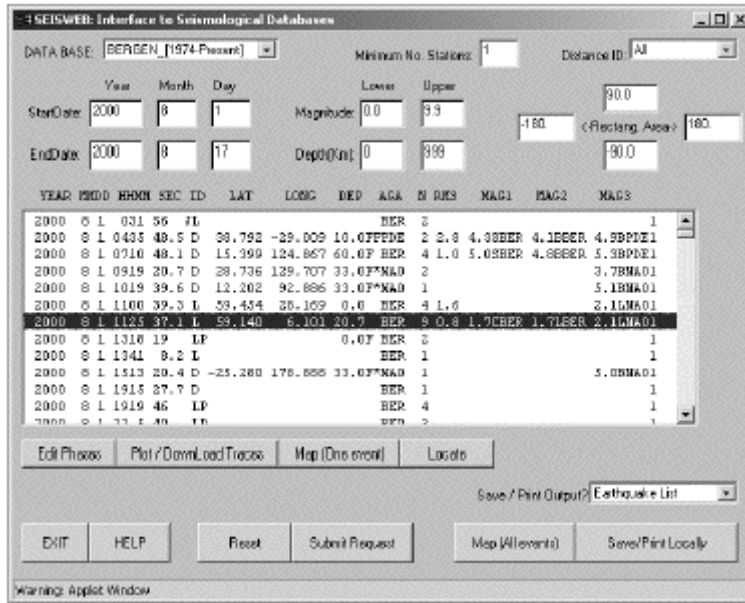 SEISWEB: Interface to Seismological Databases
DATA BASE: BERGEN_[1974-Present] Minimum No. Stations: 1 Distance ID: All
Year Month Day Lower Upper
StartDate: 2000 8 1 Magnitude: 0.0 9.9 90.0
-180. <-Rectang. Area-> 180.
EndDate: 2000 8 17 Depth(Km): 0 999 -90.0
YEAR MMDD HHMM SEC ID LAT LONG DEP AGA N RMS MAG1 MAG2 MAG3
2000 8 1 031 56 JL BER 2 1
2000 8 1 0435 48.5 D 38.792 -29.009 10.0FFPDE 2 2.8 4.3SBER 4.1BBER 4.9BPDE1
2000 8 1 0710 48.1 D 15.399 124.867 60.0F BER 4 1.0 5.0SBER 4.8BBER 5.3BPDE1
2000 8 1 0919 20.7 D 28.736 129.707 33.0F*NAO 2 3.7BNAO1
2000 8 1 1019 39.6 D 12.202 92.886 33.0F*NAO 1 5.1BNAO1
2000 8 1 1100 39.3 L 59.454 28.169 0.0 BER 4 1.6 2.1LNAO1
2000 8 1 1125 37.1 L 59.140 6.101 20.7 BER 9 0.8 1.7CBER 1.7LBER 2.1LNAO1
2000 8 1 1318 19 LP 0.0F BER 2 1
2000 8 1 1341 8.2 L BER 1 1
2000 8 1 1513 20.4 D -25.280 178.888 33.0F*NAO 1 5.0BNAO1
2000 8 1 1915 27.7 D BER 1 1
2000 8 1 1919 46 LP BER 4 1
Edit Phases Plot / DownLoad Traces Map (One event) Locate
Save / Print Output? Earthquake List
EXIT HELP Reset Submit Request Map (All events) Save/Print Locally
Warning: Applet Window